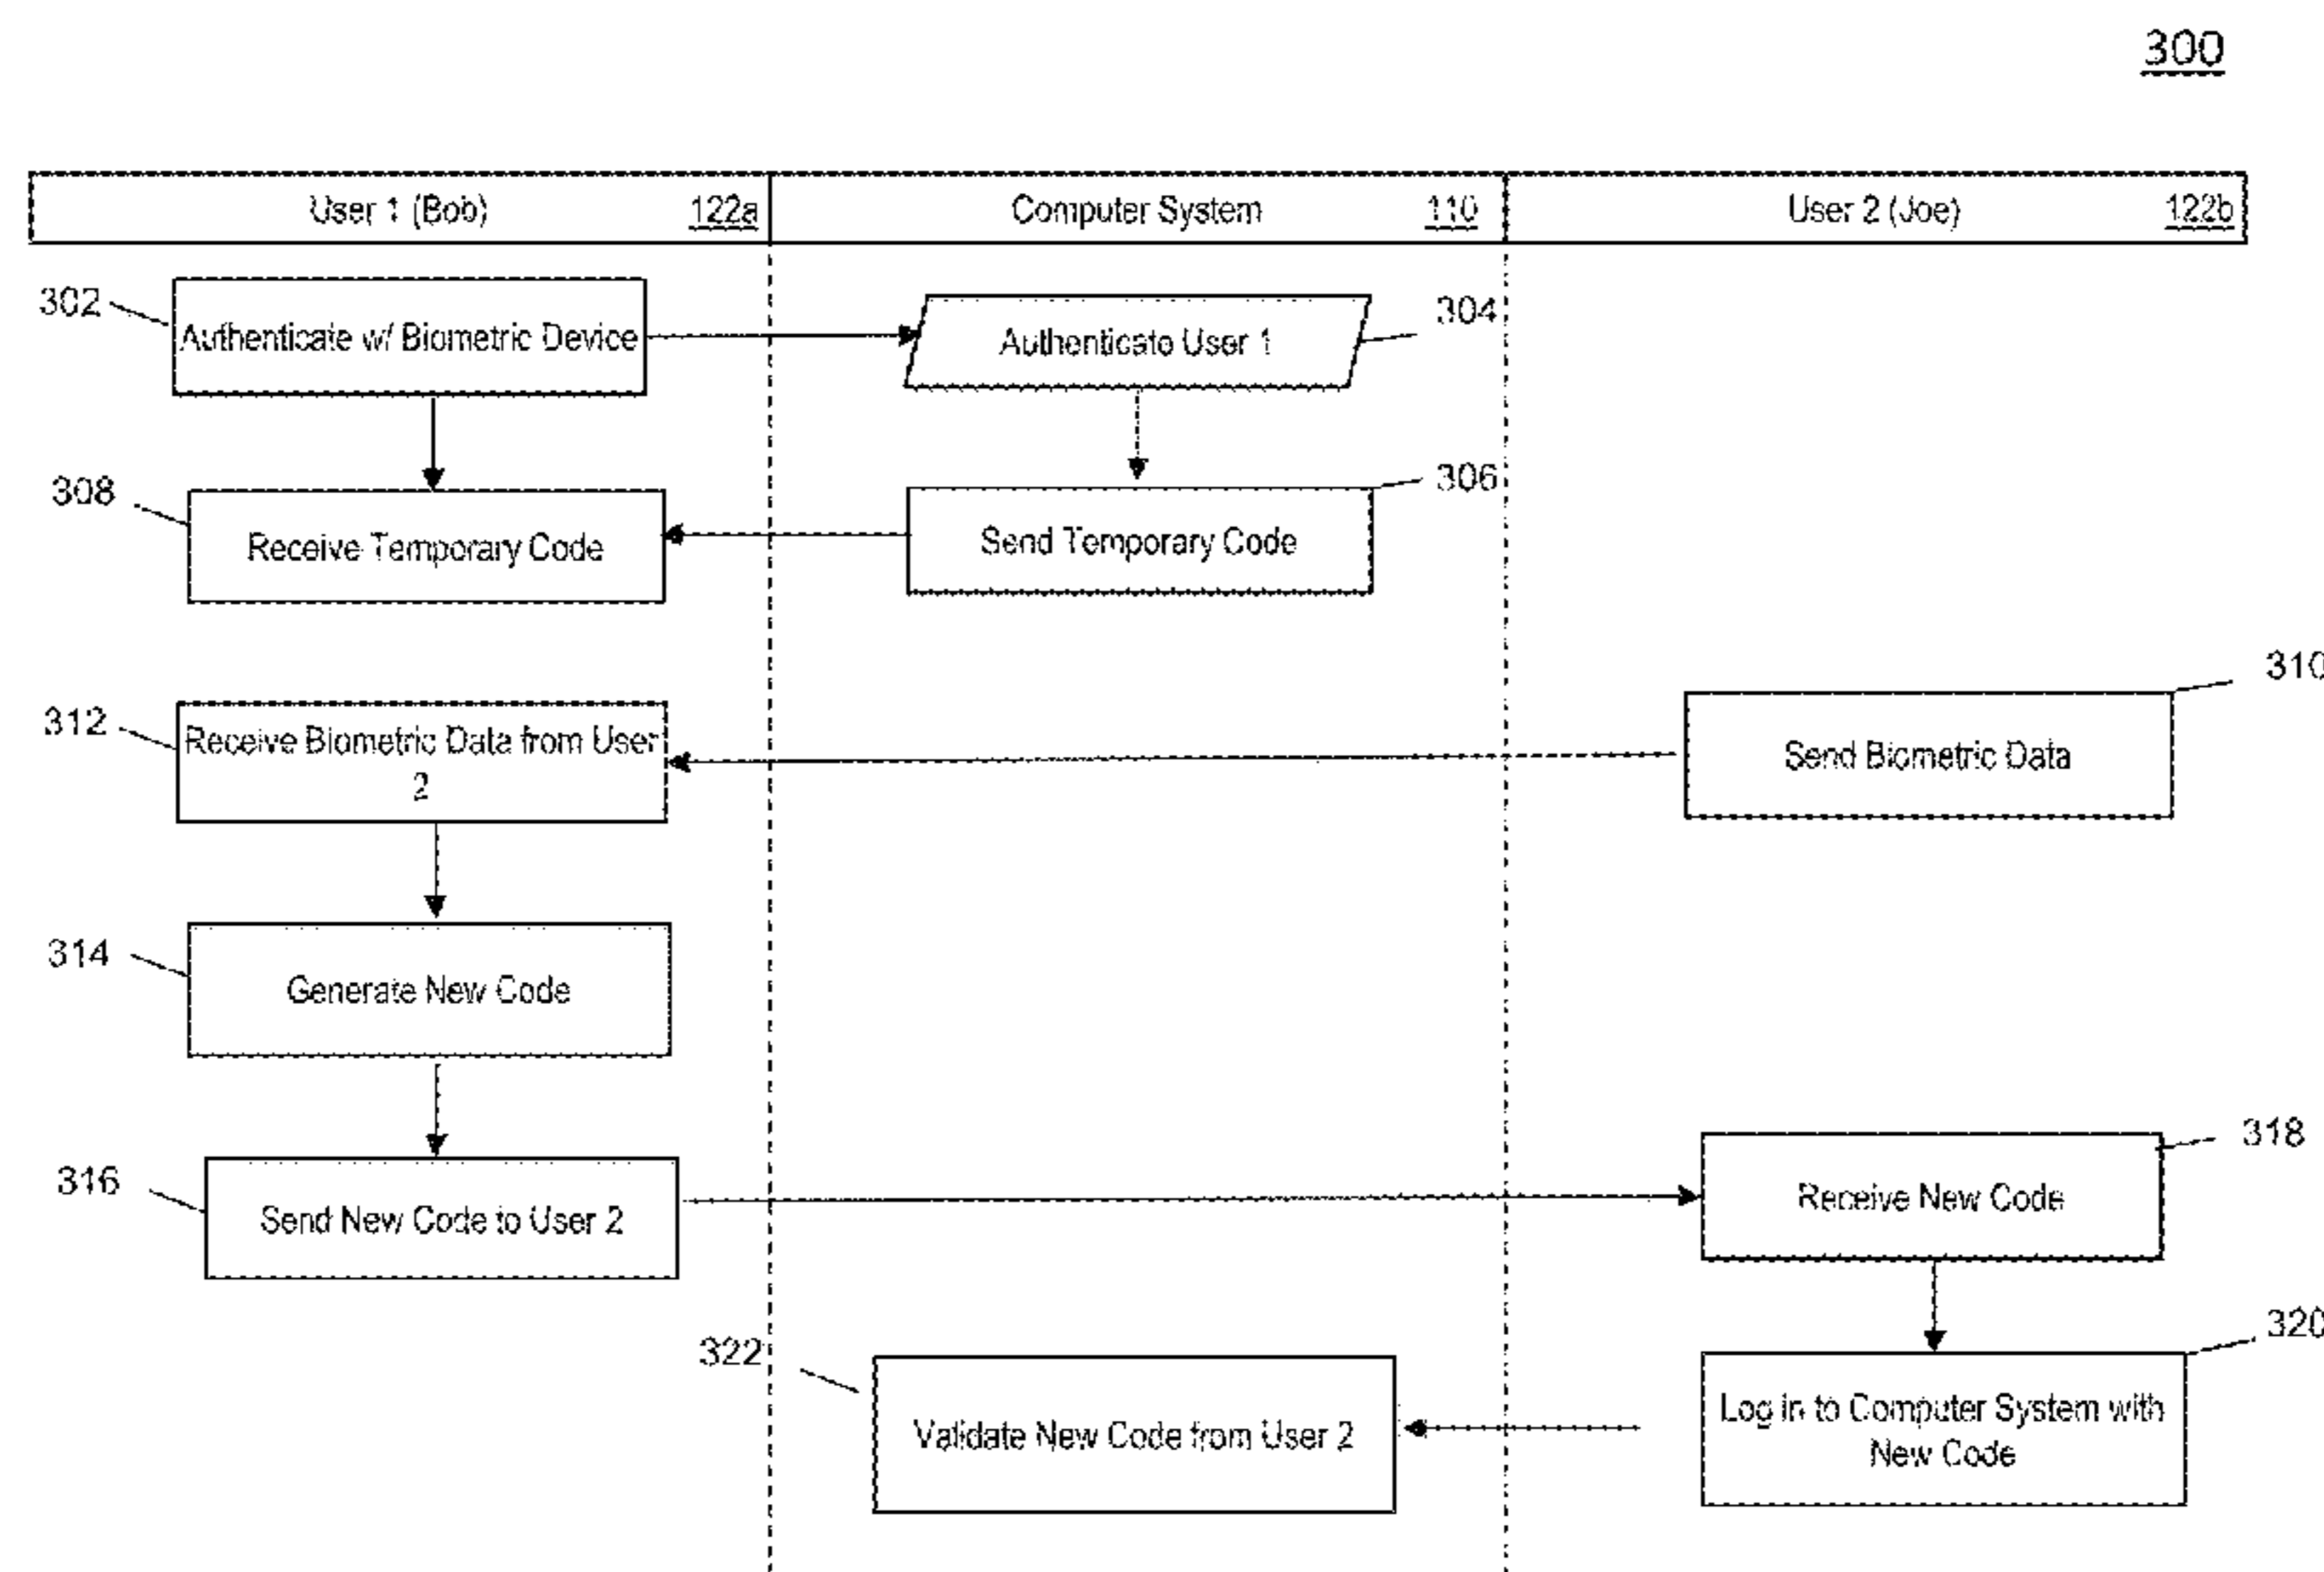 300
User 1 (Bob) 122a Computer System 110 User 2 (Joe) 122b
302 Authenticate w/ Biometric Device Authenticate User 1 304
308 Receive Temporary Code Send Temporary Code 306
310
312 Receive Biometric Data from User
2
Send Biometric Data
314 Generate New Code
316 Send New Code to User 2
318 Receive New Code
320
322 Validate New Code from User 2
Log in to Computer System with
New Code